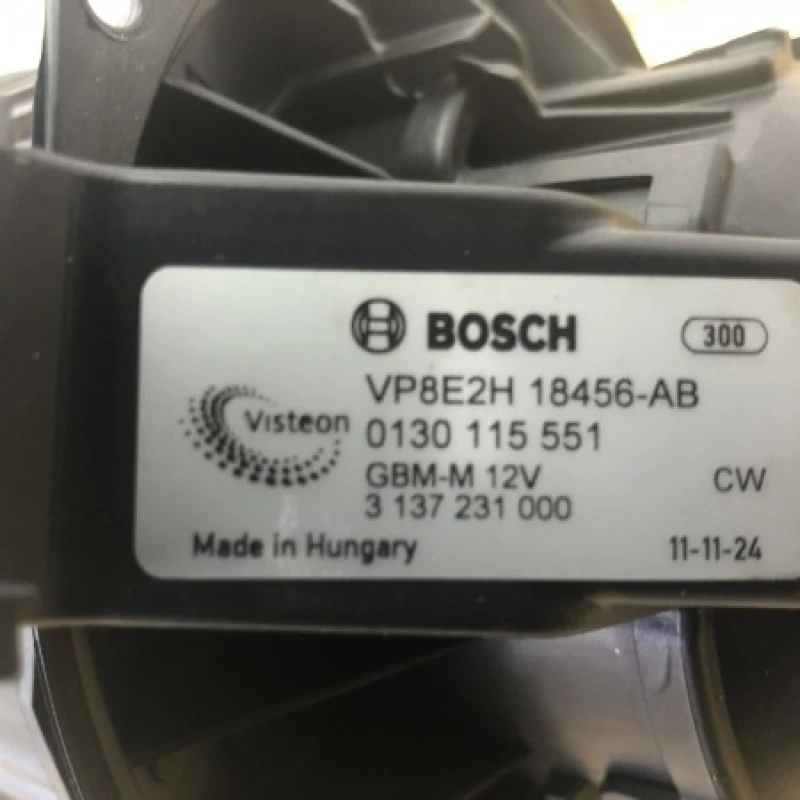 BOSCH 300
VP8E2H 18456-AB
Visteon
0130 115 551
GBM-M 12V CW
3 137 231 000
Made in Hungary 11-11-24